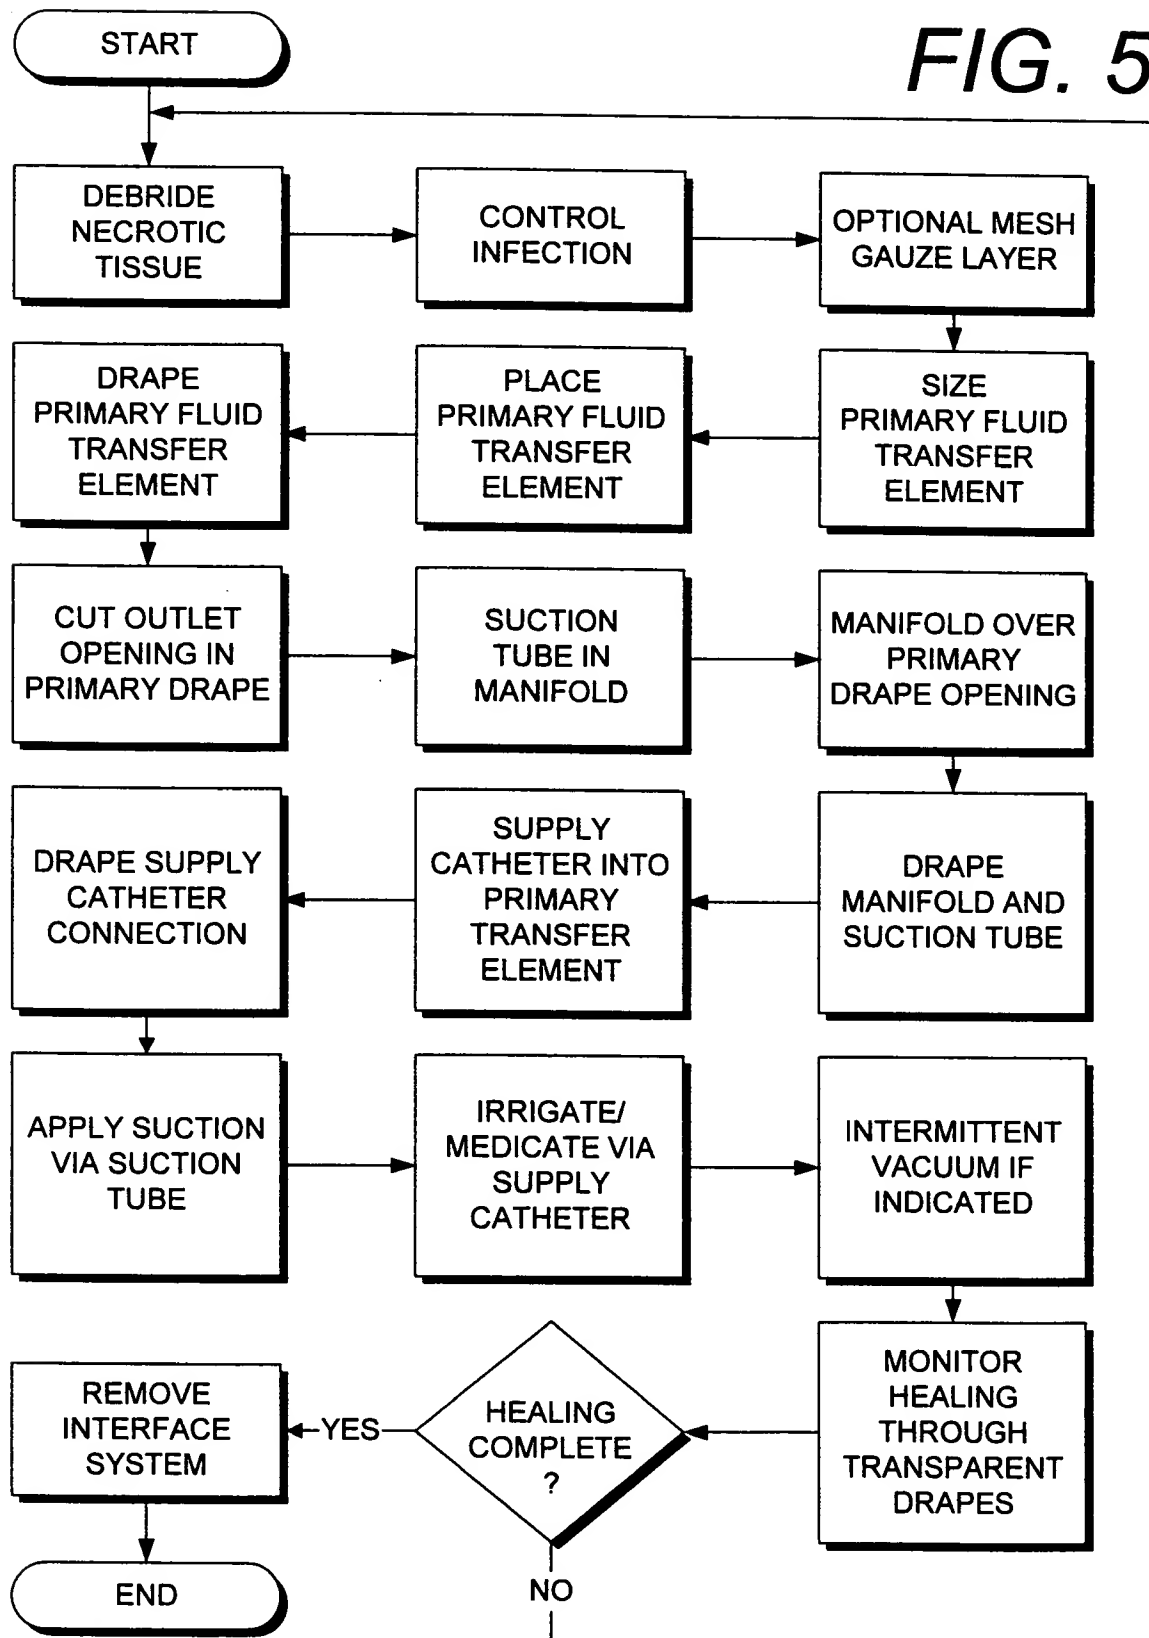 START
FIG. 5
DEBRIDE
NECROTIC
TISSUE
CONTROL
INFECTION
OPTIONAL MESH
GAUZE LAYER
SIZE
PRIMARY FLUID
TRANSFER
ELEMENT
PLACE
PRIMARY FLUID
TRANSFER
ELEMENT
DRAPE
PRIMARY FLUID
TRANSFER
ELEMENT
CUT OUTLET
OPENING IN
PRIMARY DRAPE
SUCTION
TUBE IN
MANIFOLD
MANIFOLD OVER
PRIMARY
DRAPE OPENING
DRAPE
MANIFOLD AND
SUCTION TUBE
SUPPLY
CATHETER INTO
PRIMARY
TRANSFER
ELEMENT
DRAPE SUPPLY
CATHETER
CONNECTION
APPLY SUCTION
VIA SUCTION
TUBE
IRRIGATE/
MEDICATE VIA
SUPPLY
CATHETER
INTERMITTENT
VACUUM IF
INDICATED
MONITOR
HEALING
THROUGH
TRANSPARENT
DRAPES
HEALING
COMPLETE
?
YES
REMOVE
INTERFACE
SYSTEM
END
NO